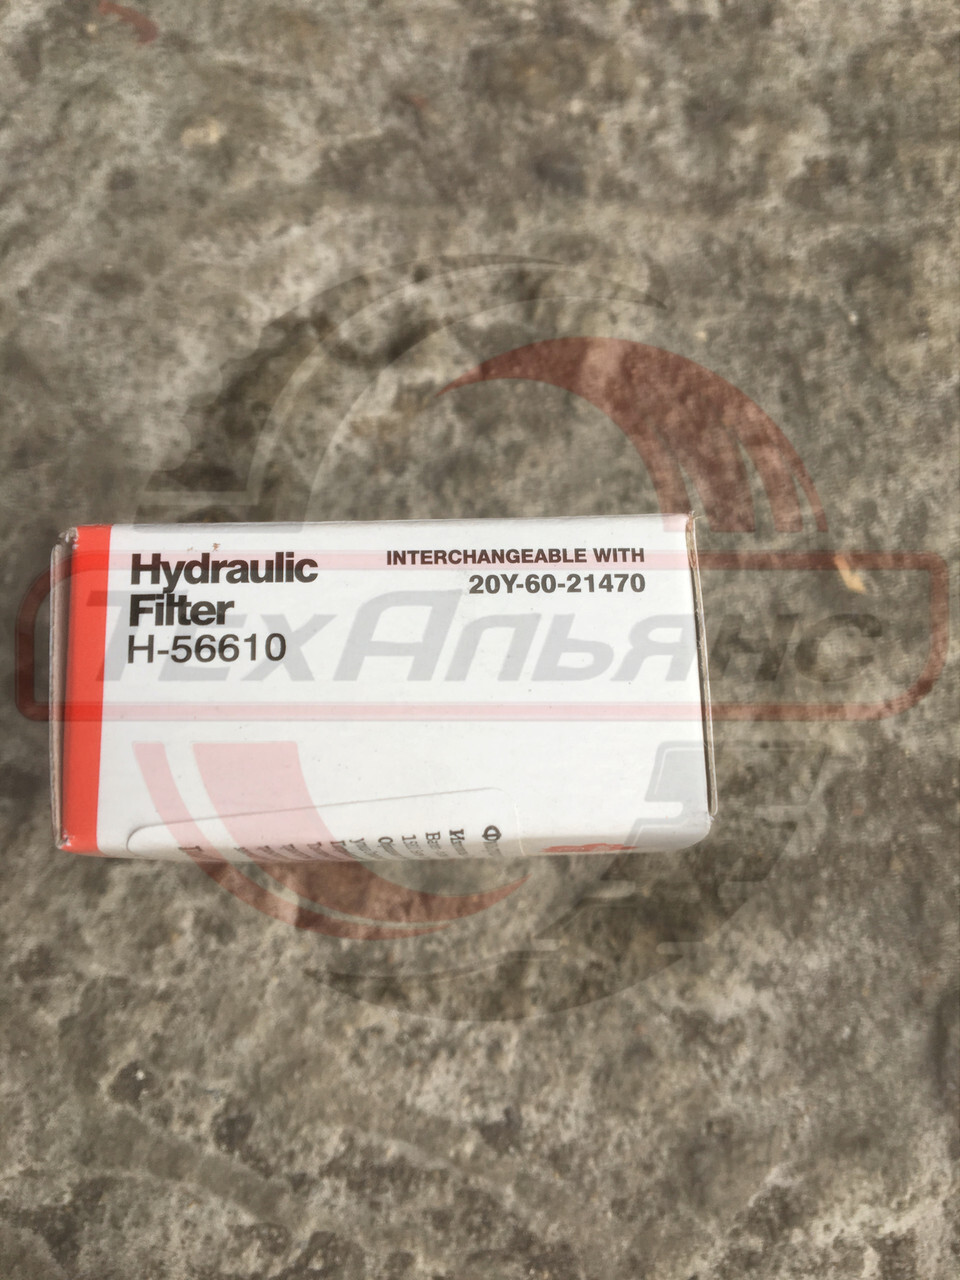 Hydraulic
Filter
H-56610
INTERCHANGEABLE WITH
20Y-60-21470
ТехАльянс